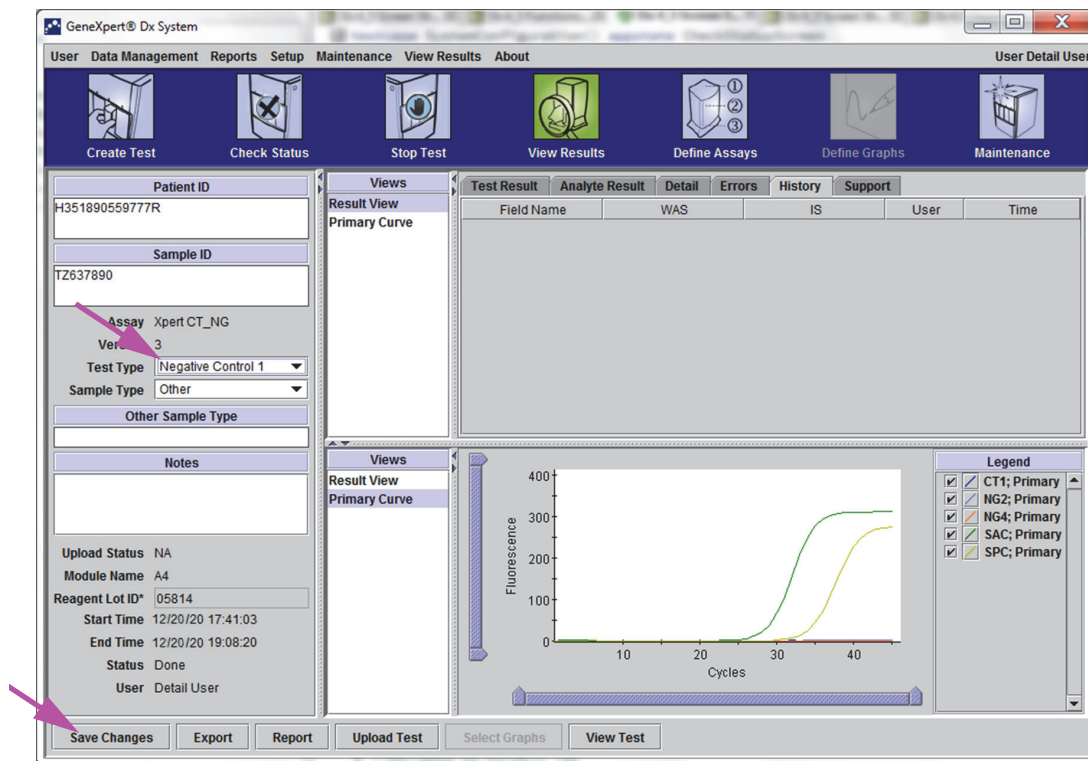 GeneXpert® Dx System
User Data Management Reports Setup Maintenance View Results About User Detail User
Create Test Check Status Stop Test View Results Define Assays Define Graphs Maintenance
① ② ③
Patient ID
H351890559777R
Sample ID
TZ637890
Assay Xpert CT_NG
3
Test Type Negative Control 1
Sample Type Other
Other Sample Type
Notes
Upload Status NA
Module Name A4
Reagent Lot ID* 05814
Start Time 12/20/20 17:41:03
End Time 12/20/20 19:08:20
Status Done
User Detail User
Views
Result View
Primary Curve
Test Result Analyte Result Detail Errors History Support
Field Name WAS IS User Time
Views
Result View
Primary Curve
400
300
200
100
0
Fluorescence
10 20 30 40
Cycles
Legend
CT1; Primary
NG2; Primary
NG4; Primary
SAC; Primary
SPC; Primary
Save Changes Export Report Upload Test Select Graphs View Test